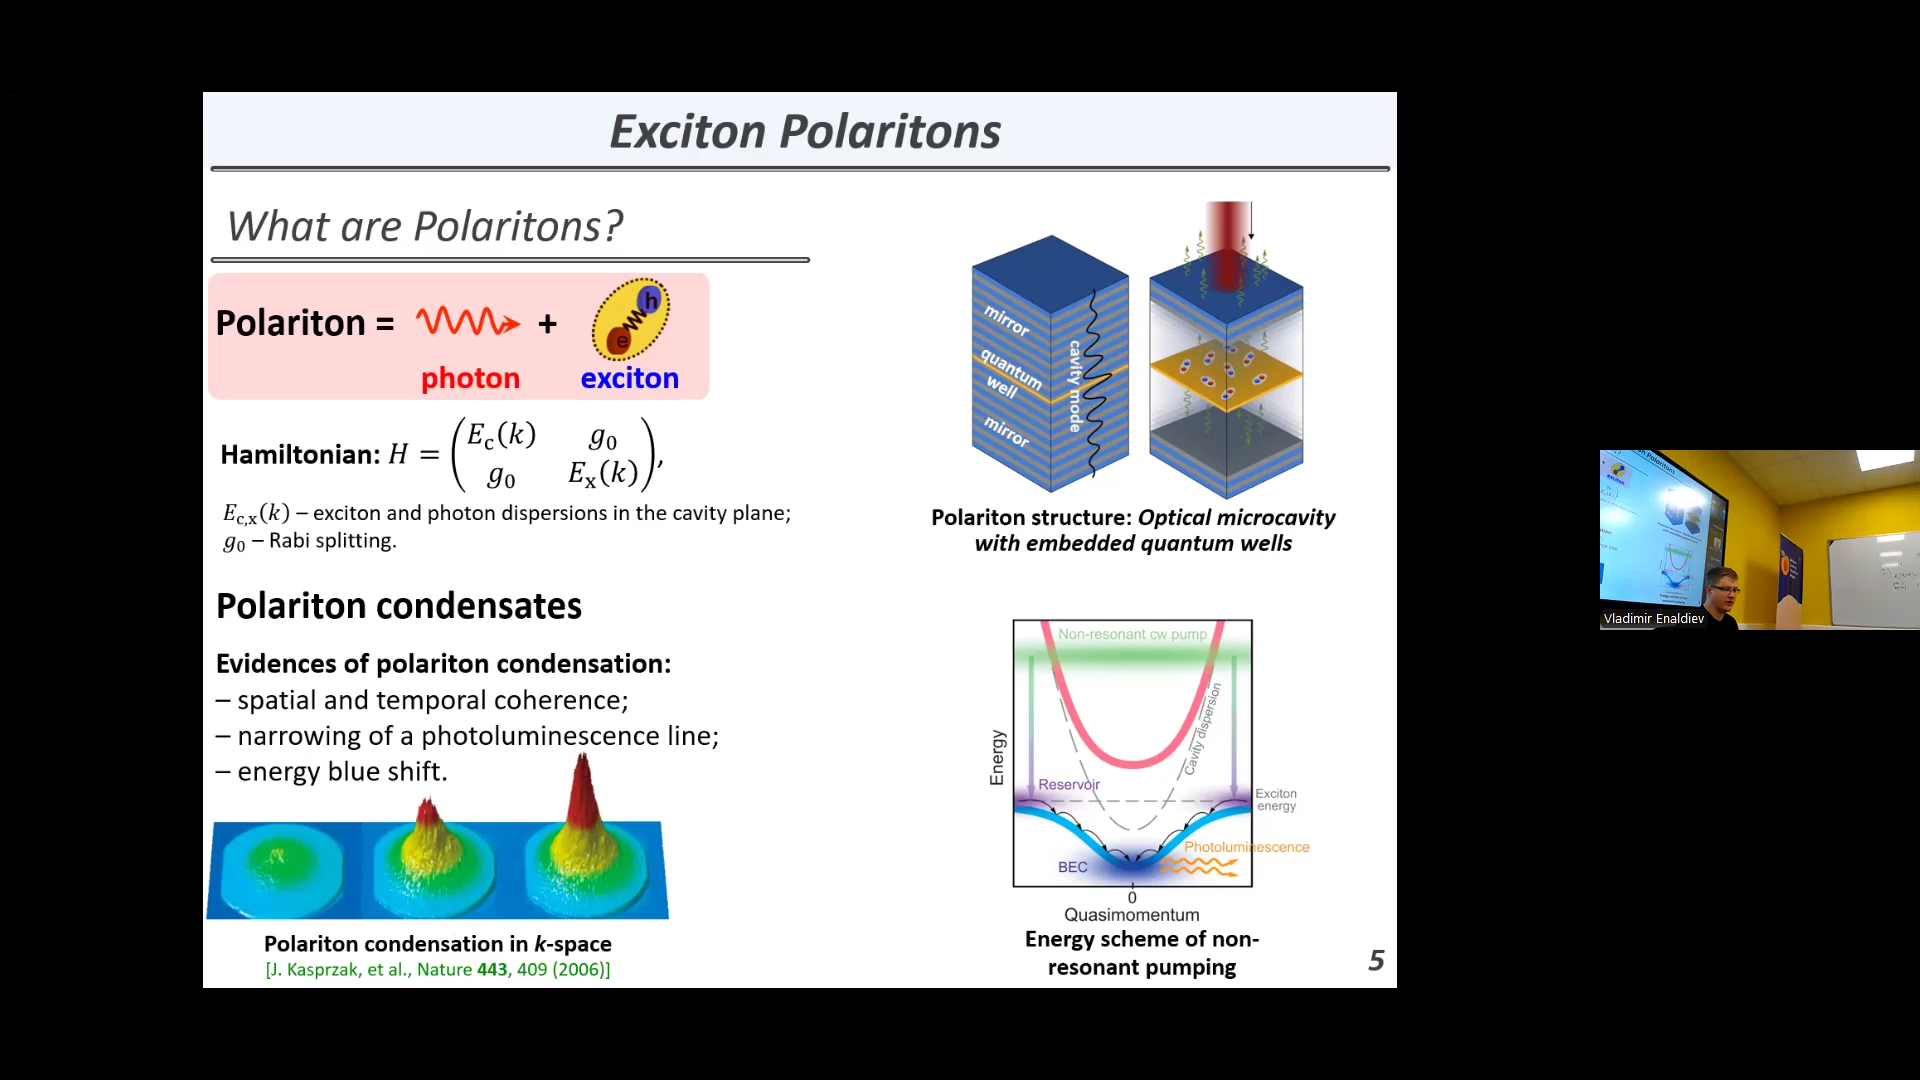 Exciton Polaritons
What are Polaritons?
Polariton = + 
h
e
photon exciton
Hamiltonian: H = (E_c(k) g_0
g_0 E_x(k)),
E_c,x(k) – exciton and photon dispersions in the cavity plane;
g_0 – Rabi splitting.
Polariton condensates
Evidences of polariton condensation:
– spatial and temporal coherence;
– narrowing of a photoluminescence line;
– energy blue shift.
Polariton condensation in k-space
[J. Kasprzak, et al., Nature 443, 409 (2006)]
mirror
quantum
well
mirror
cavity mode
Polariton structure: Optical microcavity
with embedded quantum wells
Non-resonant cw pump
Cavity dispersion
Energy
Reservoir
Exciton
energy
Photoluminescence
BEC
0
Quasimomentum
Energy scheme of non-
resonant pumping
5
Vladimir Enaldiev